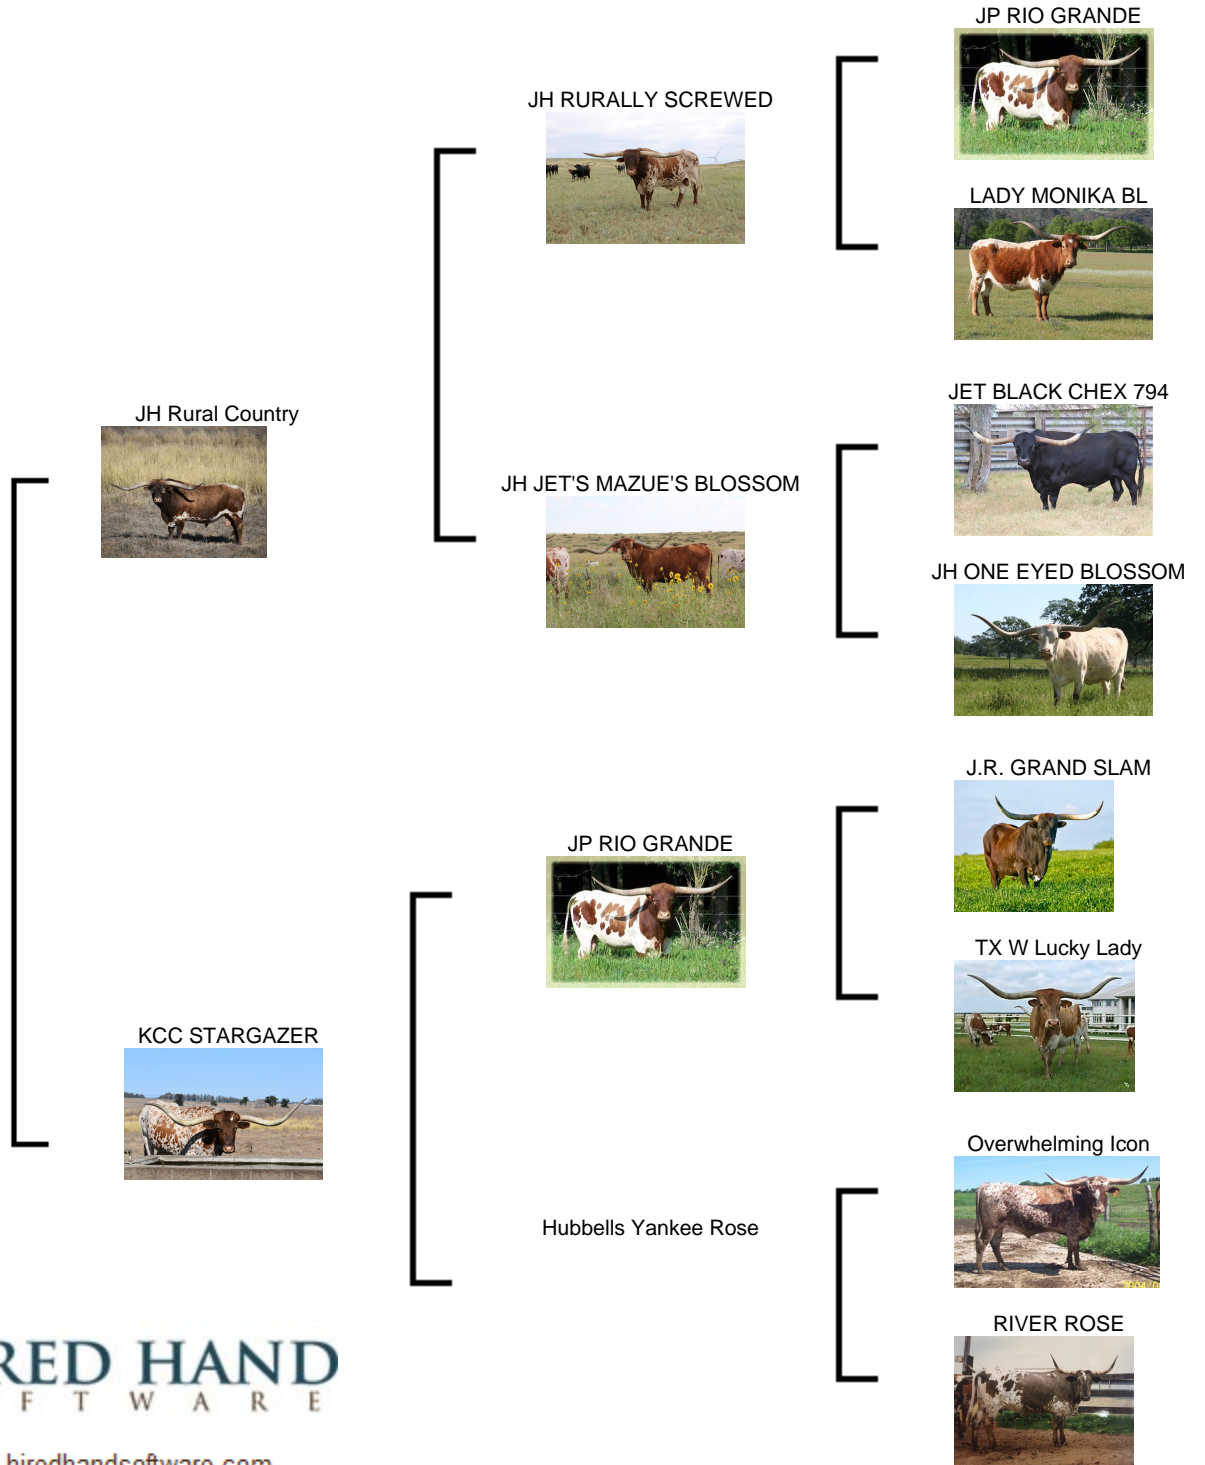 JP RIO GRANDE
JH RURALLY SCREWED
LADY MONIKA BL
JH Rural Country
JET BLACK CHEX 794
JH JET'S MAZUE'S BLOSSOM
JH ONE EYED BLOSSOM
J.R. GRAND SLAM
JP RIO GRANDE
TX W Lucky Lady
KCC STARGAZER
Overwhelming Icon
Hubbells Yankee Rose
RIVER ROSE
RED HAND
F T W A R E
hiredhandsoftware.com